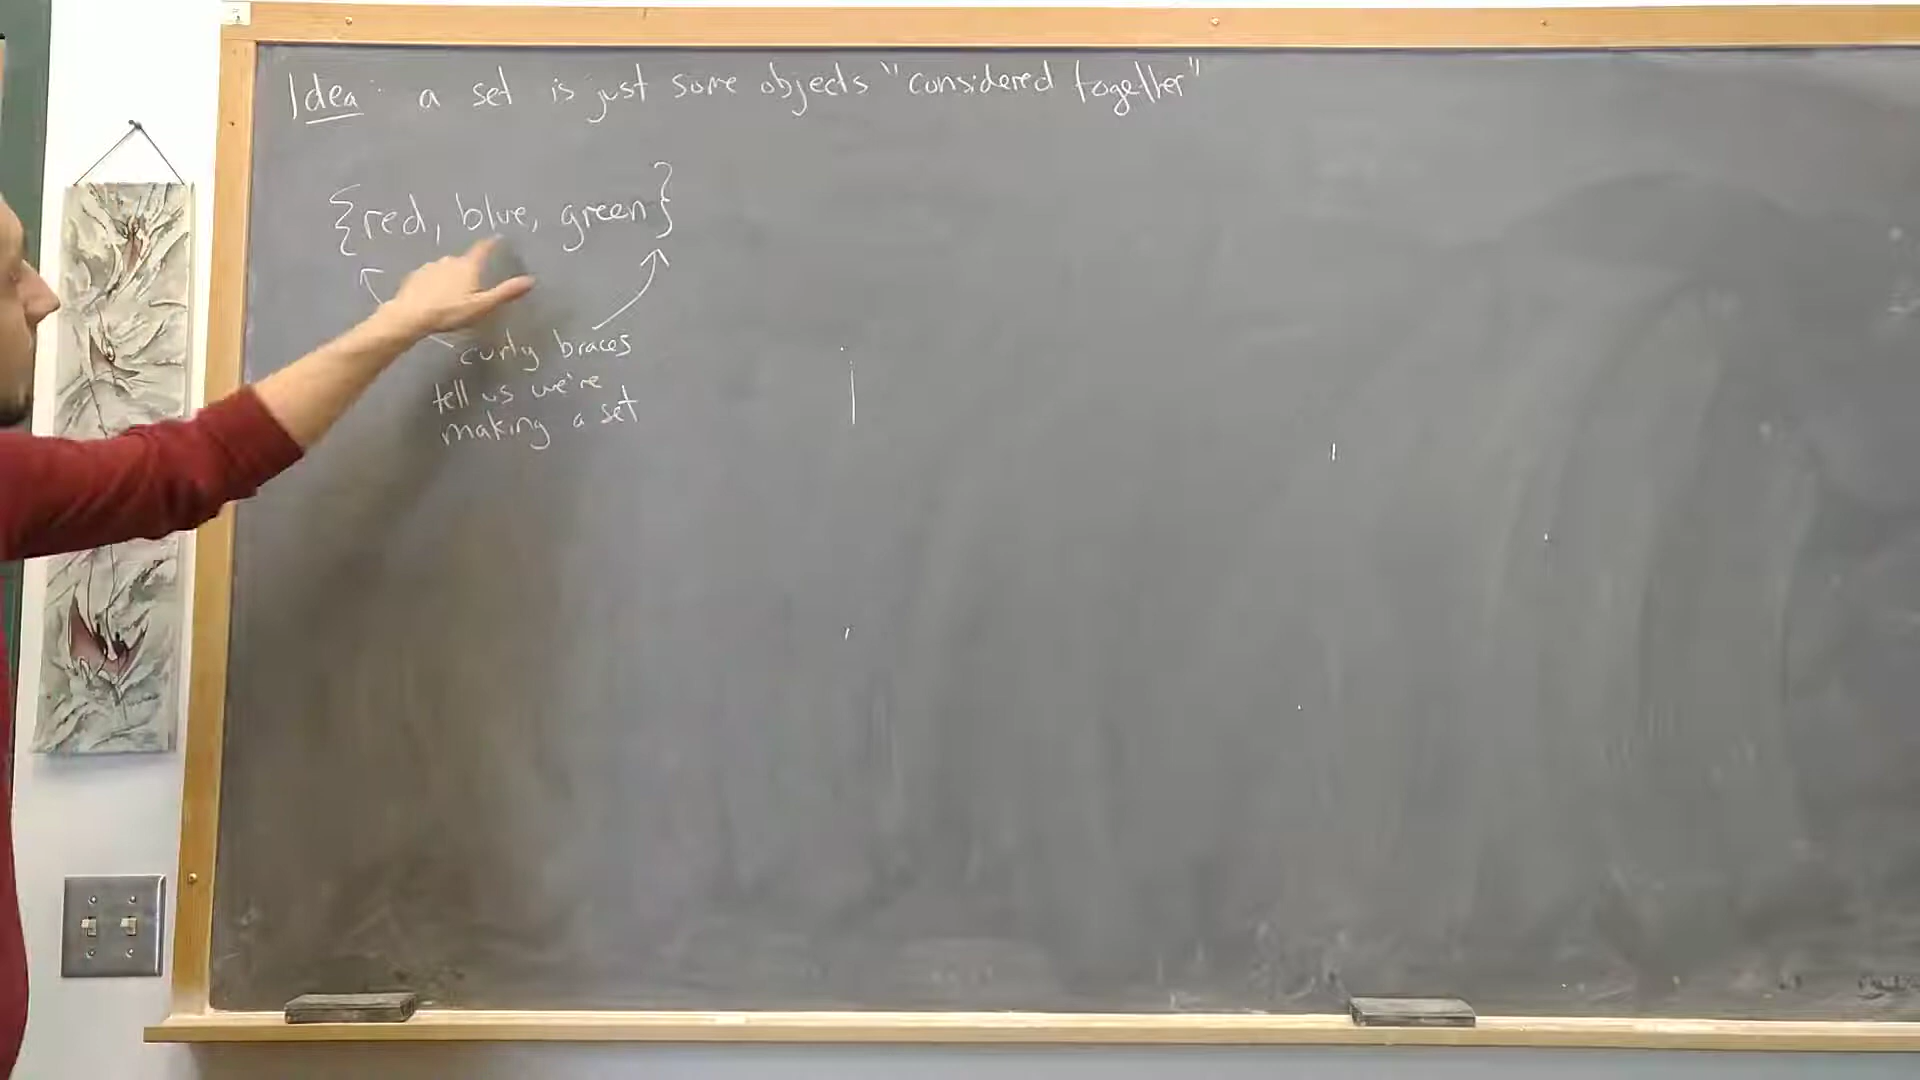 Idea: a set is just some objects "considered together"
{red, blue, green}
curly braces
tell us we're
making a set